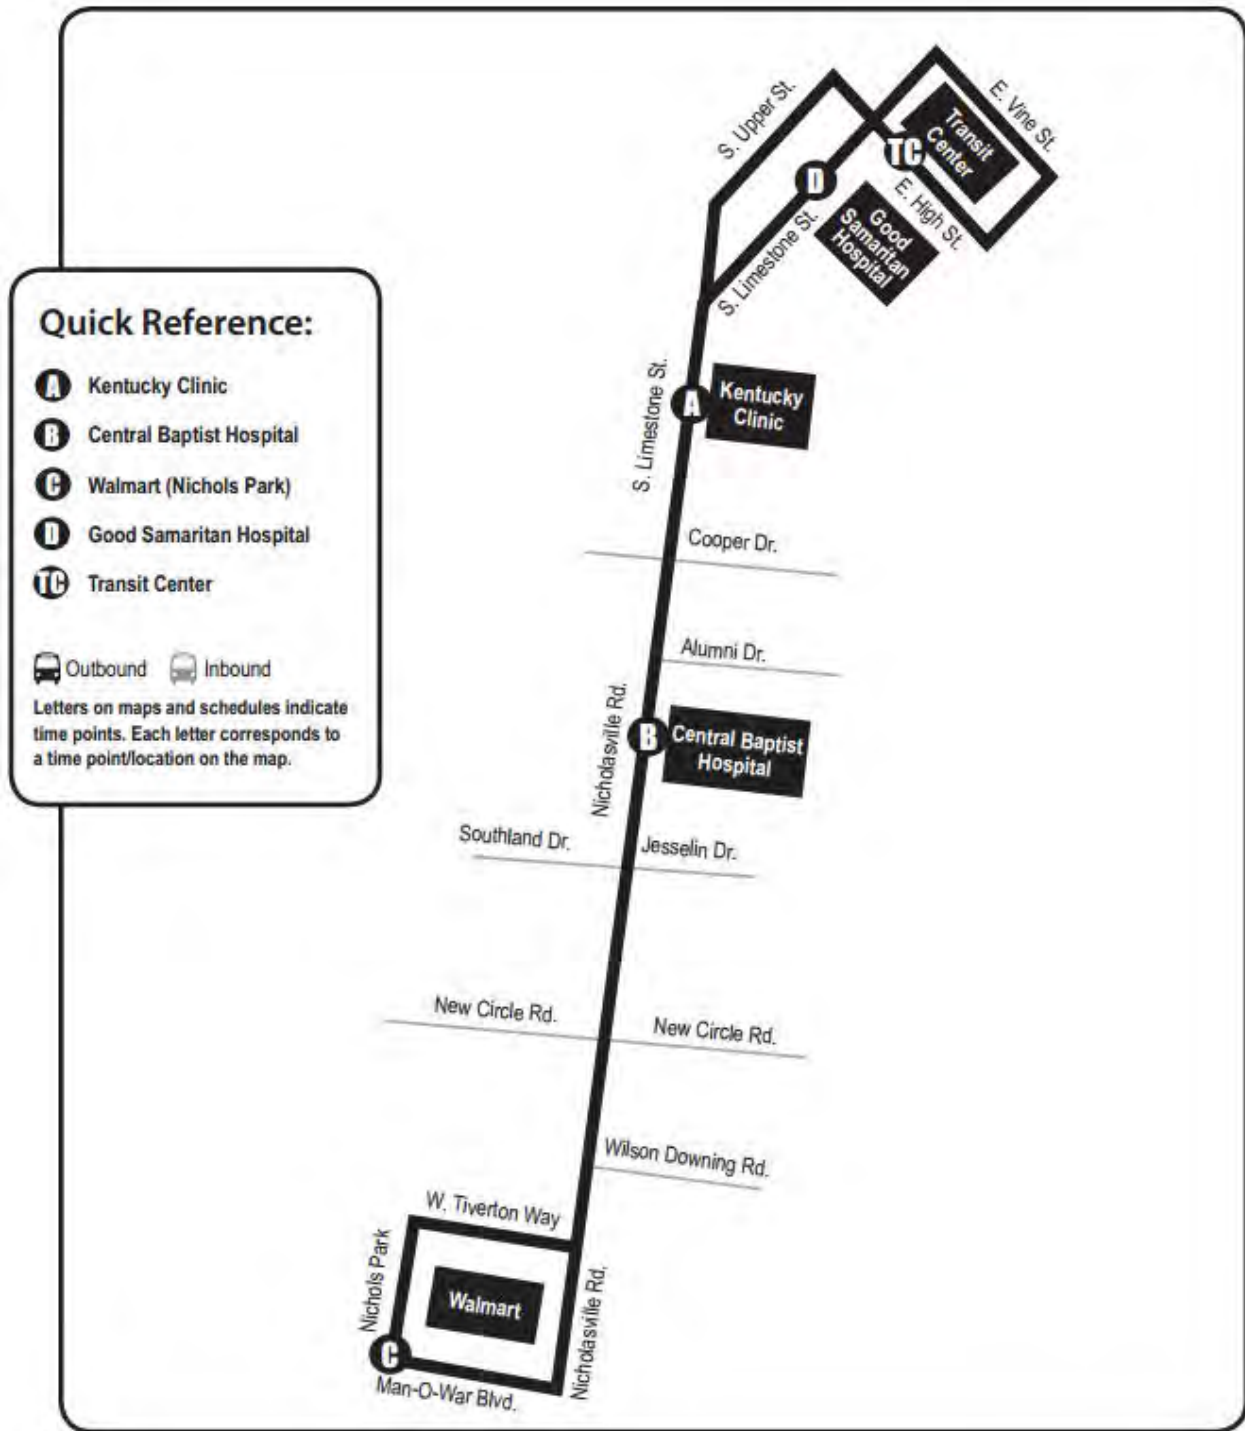 S. Upper St.
E. Vine St.
Transit
Center
TC
D
E. High St.
Good
Samaritan
Hospital
S. Limestone St.
Quick Reference:
A Kentucky Clinic
B Central Baptist Hospital
C Walmart (Nichols Park)
D Good Samaritan Hospital
TC Transit Center
Outbound Inbound
Letters on maps and schedules indicate
time points. Each letter corresponds to
a time point/location on the map.
S. Limestone St.
A
Kentucky
Clinic
Cooper Dr.
Alumni Dr.
Nicholasville Rd.
B
Central Baptist
Hospital
Southland Dr.
Jesselin Dr.
New Circle Rd.
New Circle Rd.
Wilson Downing Rd.
W. Tiverton Way
Nichols Park
Walmart
Nicholasville Rd.
C
Man-O-War Blvd.